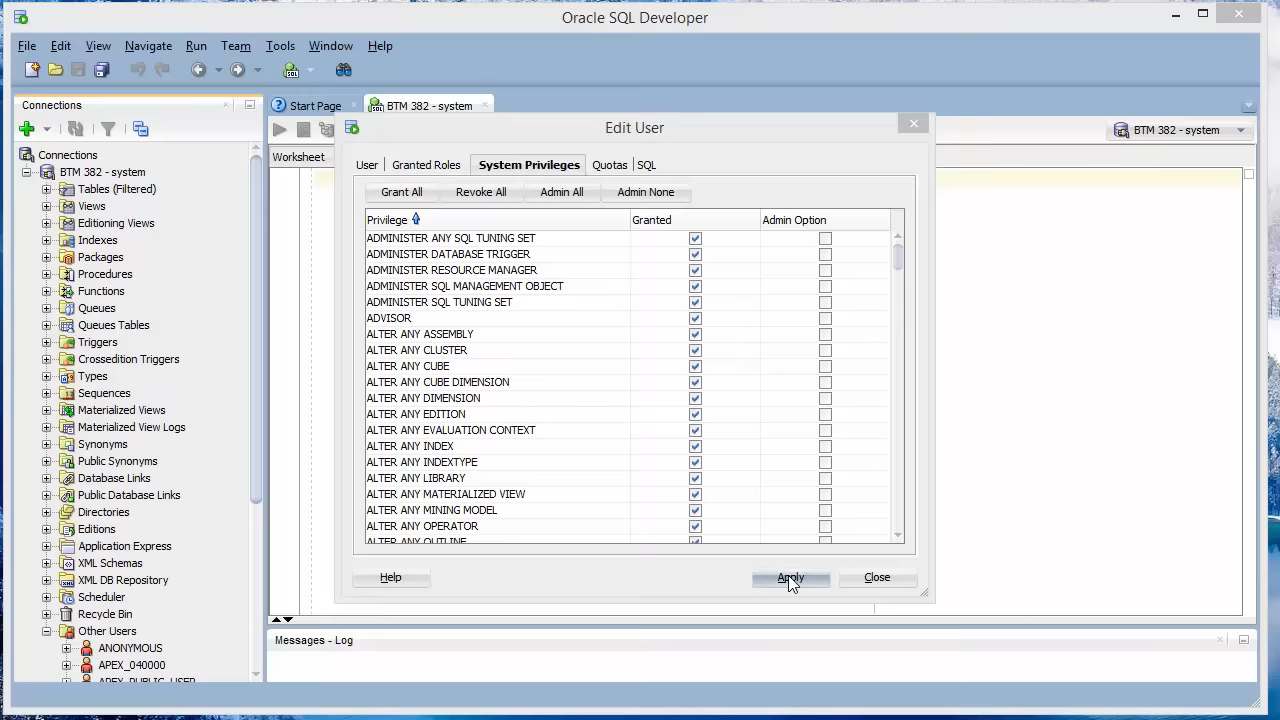 Oracle SQL Developer
File Edit View Navigate Run Team Tools Window Help
Connections
Start Page
BTM 382 - system
BTM 382 - system
Worksheet
Connections
BTM 382 - system
Tables (Filtered)
Views
Editioning Views
Indexes
Packages
Procedures
Functions
Queues
Queues Tables
Triggers
Crossedition Triggers
Types
Sequences
Materialized Views
Materialized View Logs
Synonyms
Public Synonyms
Database Links
Public Database Links
Directories
Editions
Application Express
XML Schemas
XML DB Repository
Scheduler
Recycle Bin
Other Users
ANONYMOUS
APEX_040000
APEX_PUBLIC_USER
Edit User
User Granted Roles System Privileges Quotas SQL
Grant All Revoke All Admin All Admin None
Privilege Granted Admin Option
ADMINISTER ANY SQL TUNING SET
ADMINISTER DATABASE TRIGGER
ADMINISTER RESOURCE MANAGER
ADMINISTER SQL MANAGEMENT OBJECT
ADMINISTER SQL TUNING SET
ADVISOR
ALTER ANY ASSEMBLY
ALTER ANY CLUSTER
ALTER ANY CUBE
ALTER ANY CUBE DIMENSION
ALTER ANY DIMENSION
ALTER ANY EDITION
ALTER ANY EVALUATION CONTEXT
ALTER ANY INDEX
ALTER ANY INDEXTYPE
ALTER ANY LIBRARY
ALTER ANY MATERIALIZED VIEW
ALTER ANY MINING MODEL
ALTER ANY OPERATOR
ALTER ANY OUTLINE
Help Apply Close
Messages - Log